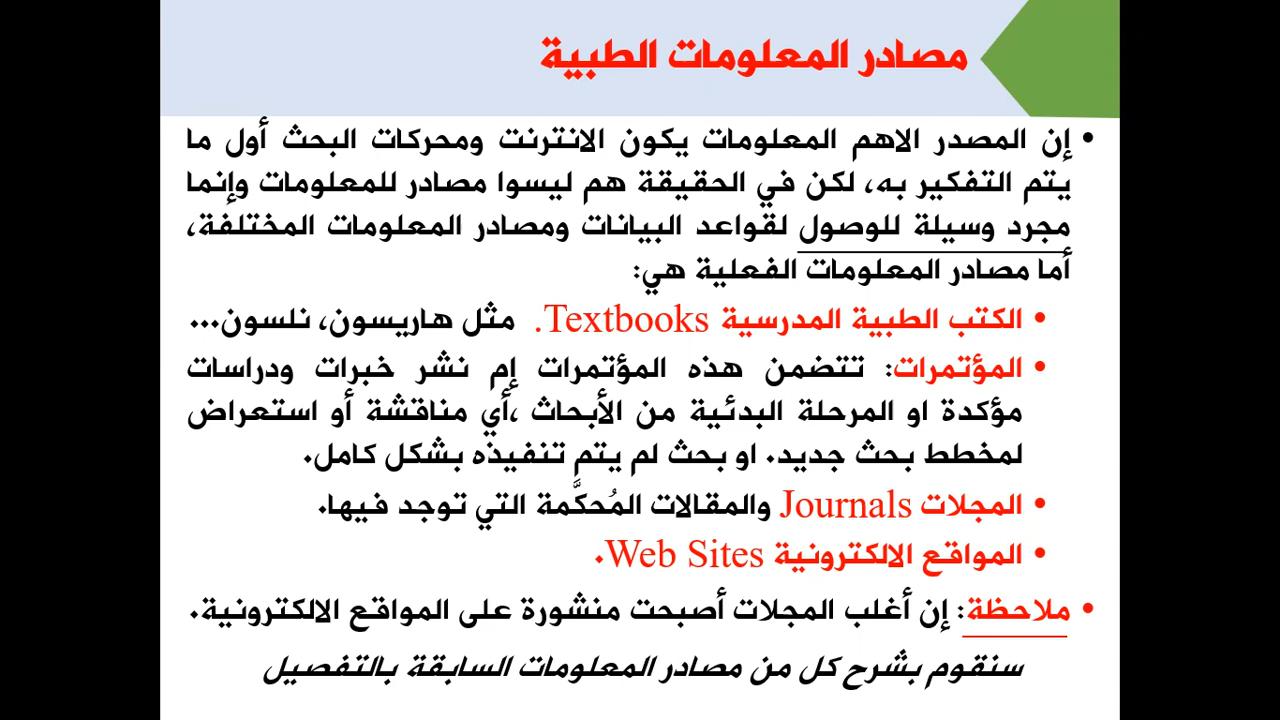 مصادر المعلومات الطبية
• إن المصدر الاهم المعلومات يكون الانترنت ومحركات البحث أول ما
يتم التفكير به، لكن في الحقيقة هم ليسوا مصادر للمعلومات وإنما
مجرد وسيلة للوصول لقواعد البيانات ومصادر المعلومات المختلفة،
أما مصادر المعلومات الفعلية هي:
• الكتب الطبية المدرسية Textbooks. مثل هاريسون، نلسون...
• المؤتمرات: تتضمن هذه المؤتمرات إم نشر خبرات ودراسات
مؤكدة او المرحلة البدئية من الأبحاث ،أي مناقشة أو استعراض
لمخطط بحث جديد. او بحث لم يتم تنفيذه بشكل كامل.
• المجلات Journals والمقالات المُحكَّمة التي توجد فيها.
• المواقع الالكترونية Web Sites.
• ملاحظة: إن أغلب المجلات أصبحت منشورة على المواقع الالكترونية.
سنقوم بشرح كل من مصادر المعلومات السابقة بالتفصيل